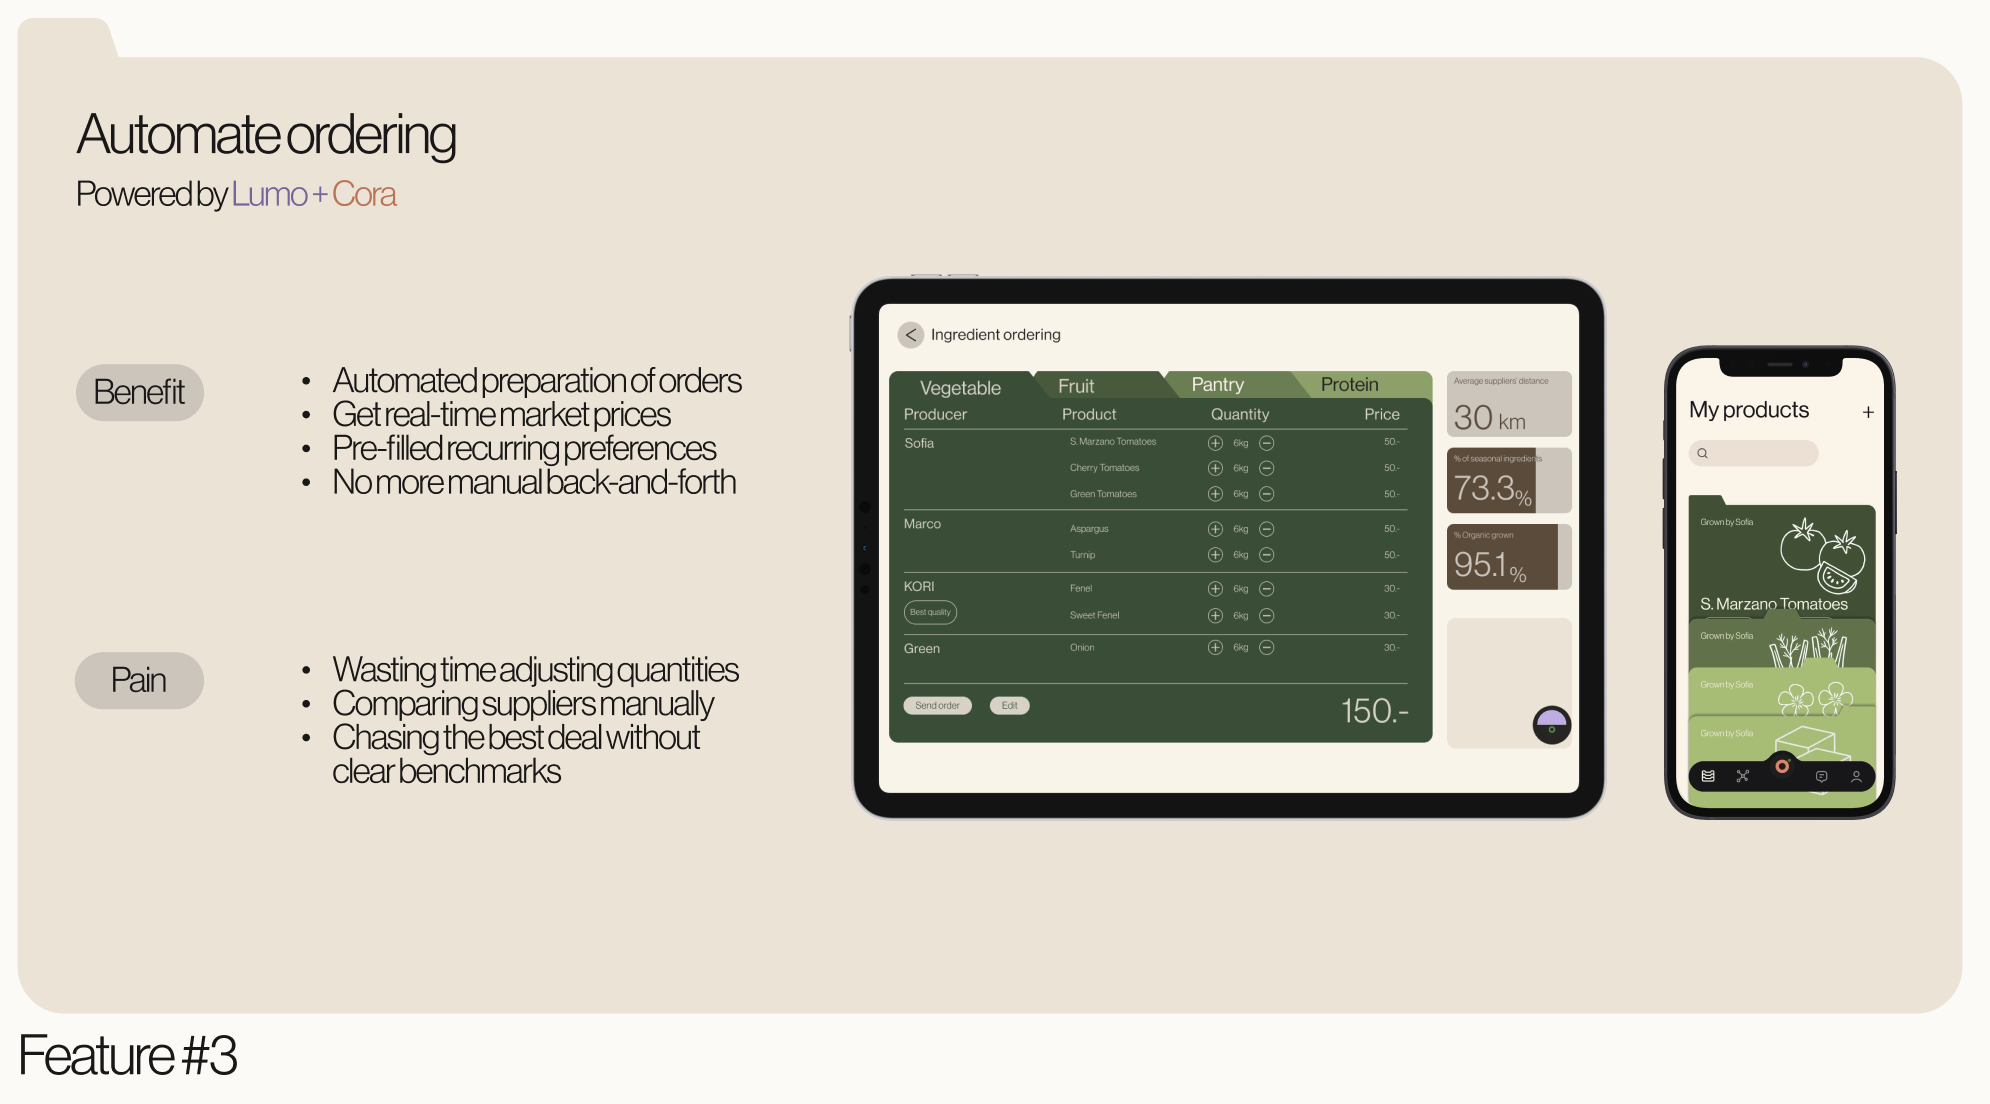 Automate ordering
Powered by Lumo + Cora
Benefit
• Automated preparation of orders
• Get real-time market prices
• Pre-filled recurring preferences
• No more manual back-and-forth
Pain
• Wasting time adjusting quantities
• Comparing suppliers manually
• Chasing the best deal without
clear benchmarks
Ingredient ordering
Vegetable Fruit Pantry Protein
Producer Product Quantity Price
Sofia S. Marzano Tomatoes 6kg 50.-
Cherry Tomatoes 6kg 50.-
Green Tomatoes 6kg 50.-
Marco Aspargus 6kg 50.-
Turnip 6kg 50.-
KORI Fenel 6kg 30.-
Best quality Sweet Fenel 6kg 30.-
Green Onion 6kg 30.-
Send order Edit 150.-
Average suppliers' distance
30 km
% of seasonal ingredients
73.3%
% Organic grown
95.1%
My products +
Grown by Sofia
S. Marzano Tomatoes
Grown by Sofia
Grown by Sofia
Grown by Sofia
Feature #3